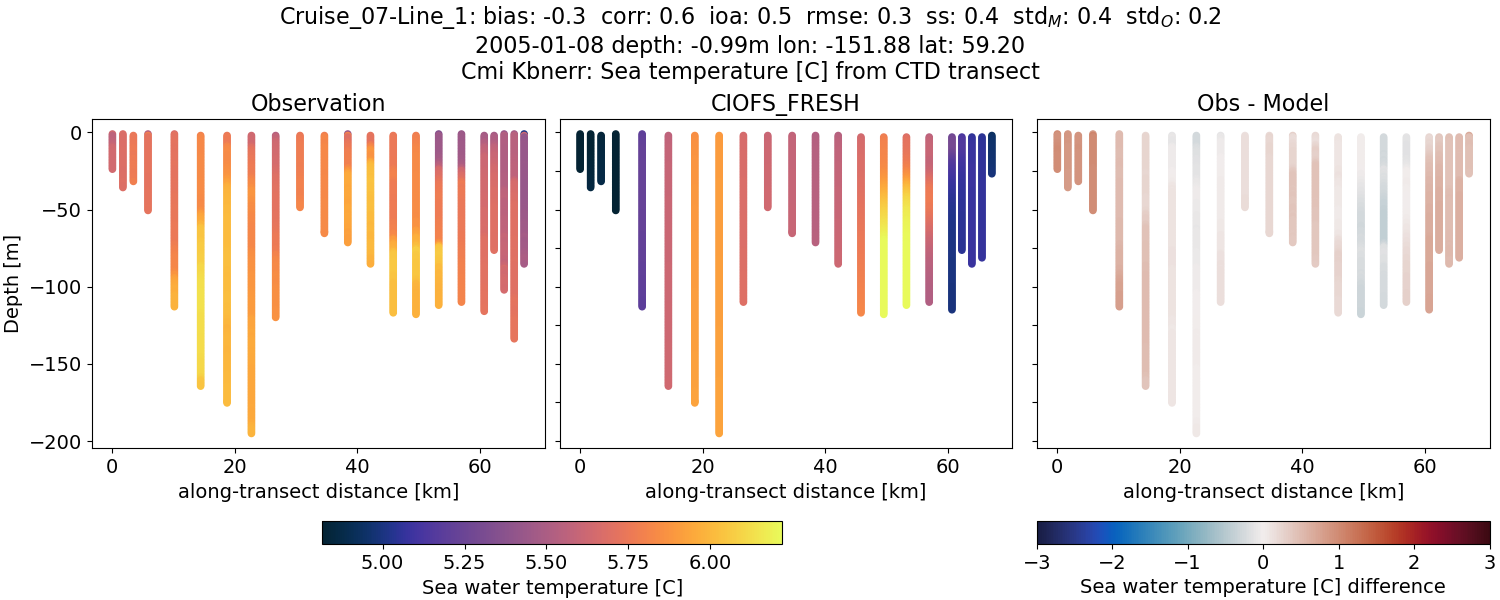 Cruise_07-Line_1: bias: -0.3  corr: 0.6  ioa: 0.5  rmse: 0.3  ss: 0.4  std_M: 0.4  std_O: 0.2
2005-01-08 depth: -0.99m lon: -151.88 lat: 59.20
Cmi Kbnerr: Sea temperature [C] from CTD transect
Observation
CIOFS_FRESH
Obs - Model
Depth [m]
0
−50
−100
−150
−200
0 20 40 60
0 20 40 60
0 20 40 60
along-transect distance [km]
along-transect distance [km]
along-transect distance [km]
5.00 5.25 5.50 5.75 6.00
Sea water temperature [C]
−3 −2 −1 0 1 2 3
Sea water temperature [C] difference